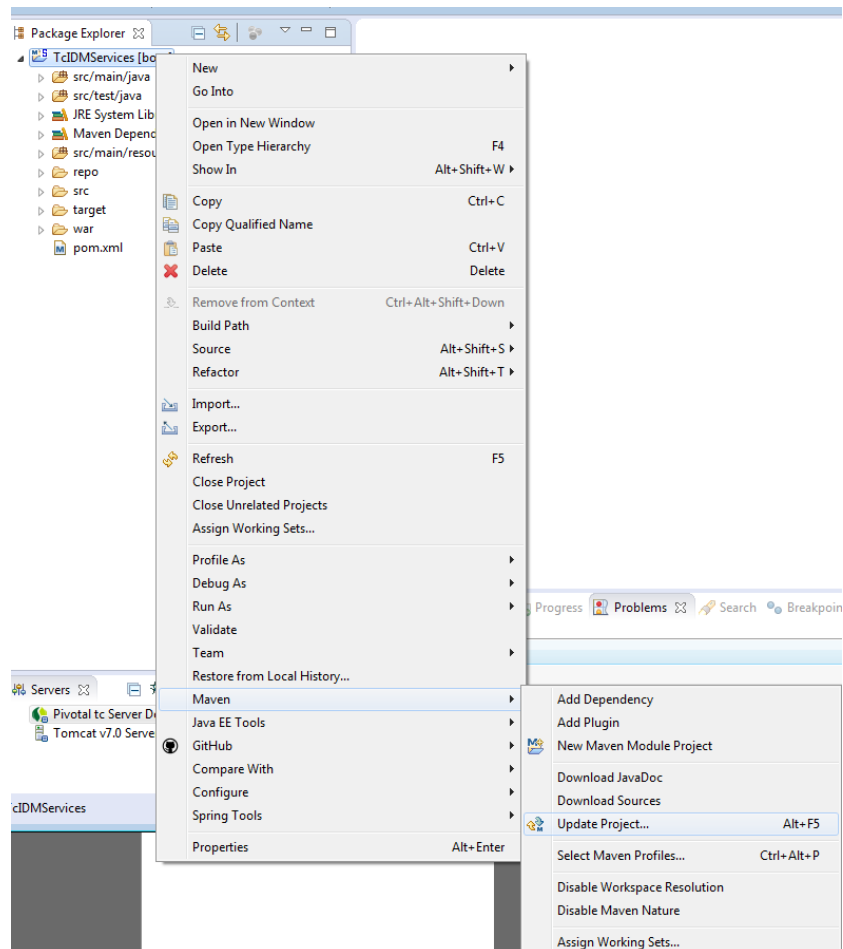 Package Explorer
TcIDMServices [bo
src/main/java
src/test/java
JRE System Lib
Maven Depend
src/main/resou
repo
src
target
war
pom.xml
New
Go Into
Open in New Window
Open Type Hierarchy F4
Show In Alt+Shift+W
Copy Ctrl+C
Copy Qualified Name
Paste Ctrl+V
Delete Delete
Remove from Context Ctrl+Alt+Shift+Down
Build Path
Source Alt+Shift+S
Refactor Alt+Shift+T
Import...
Export...
Refresh F5
Close Project
Close Unrelated Projects
Assign Working Sets...
Profile As
Debug As
Run As
Validate
Team
Restore from Local History...
Maven
Java EE Tools
GitHub
Compare With
Configure
Spring Tools
Properties Alt+Enter
Progress Problems Search Breakpoin
Servers
Pivotal tc Server De
Tomcat v7.0 Serve
cIDMServices
Add Dependency
Add Plugin
New Maven Module Project
Download JavaDoc
Download Sources
Update Project... Alt+F5
Select Maven Profiles... Ctrl+Alt+P
Disable Workspace Resolution
Disable Maven Nature
Assign Working Sets...